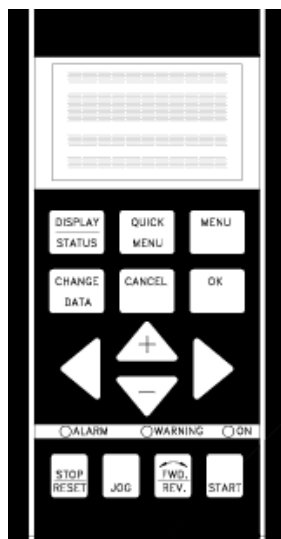 DISPLAY
STATUS
QUICK
MENU
MENU
CHANGE
DATA
CANCEL
OK
+
−
ALARM
WARNING
ON
STOP
RESET
JOG
FWD.
REV.
START